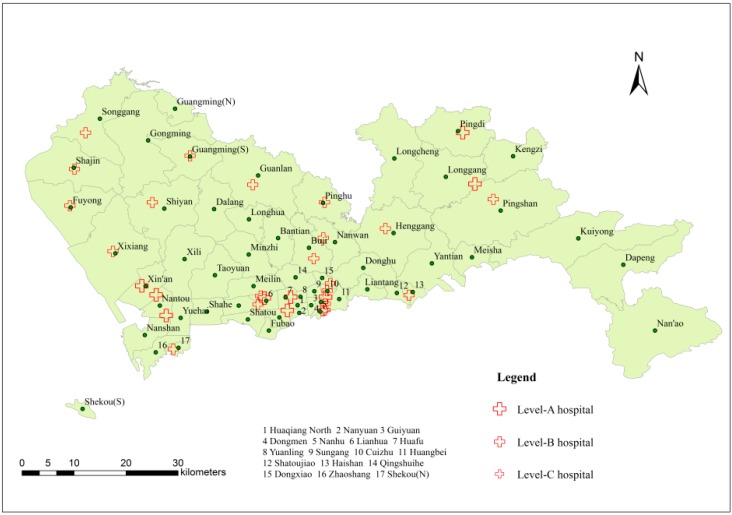 N
Guangming(N)
Songgang
Pingdi
Gongming
Guangming(S)
Longcheng
Kengzi
Shajin
Guanlan
Longgang
Fuyong
Shiyan
Dalang
Pinghu
Pingshan
Longhua
Henggang
Bantian
Nanwan
Kuiyong
Xixiang
Xili
Minzhi
Buji
Meisha
Yantian
Dapeng
Donghu
Taoyuan
14 15
Xin'an
Meilin
Liantang
9 10
12 13
Nantou
6 7 8
11
Shahe
1
3
Yuehai
Shatou
2
4
Nanshan
Fubao
Nan'ao
16 17
Shekou(S)
Legend
Level-A hospital
Level-B hospital
Level-C hospital
1 Huaqiang North 2 Nanyuan 3 Guiyuan
4 Dongmen 5 Nanhu 6 Lianhua 7 Huafu
8 Yuanling 9 Sungang 10 Cuizhu 11 Huangbei
12 Shatoujiao 13 Haishan 14 Qingshuihe
15 Dongxiao 16 Zhaoshang 17 Shekou(N)
0 5 10 20 30
kilometers